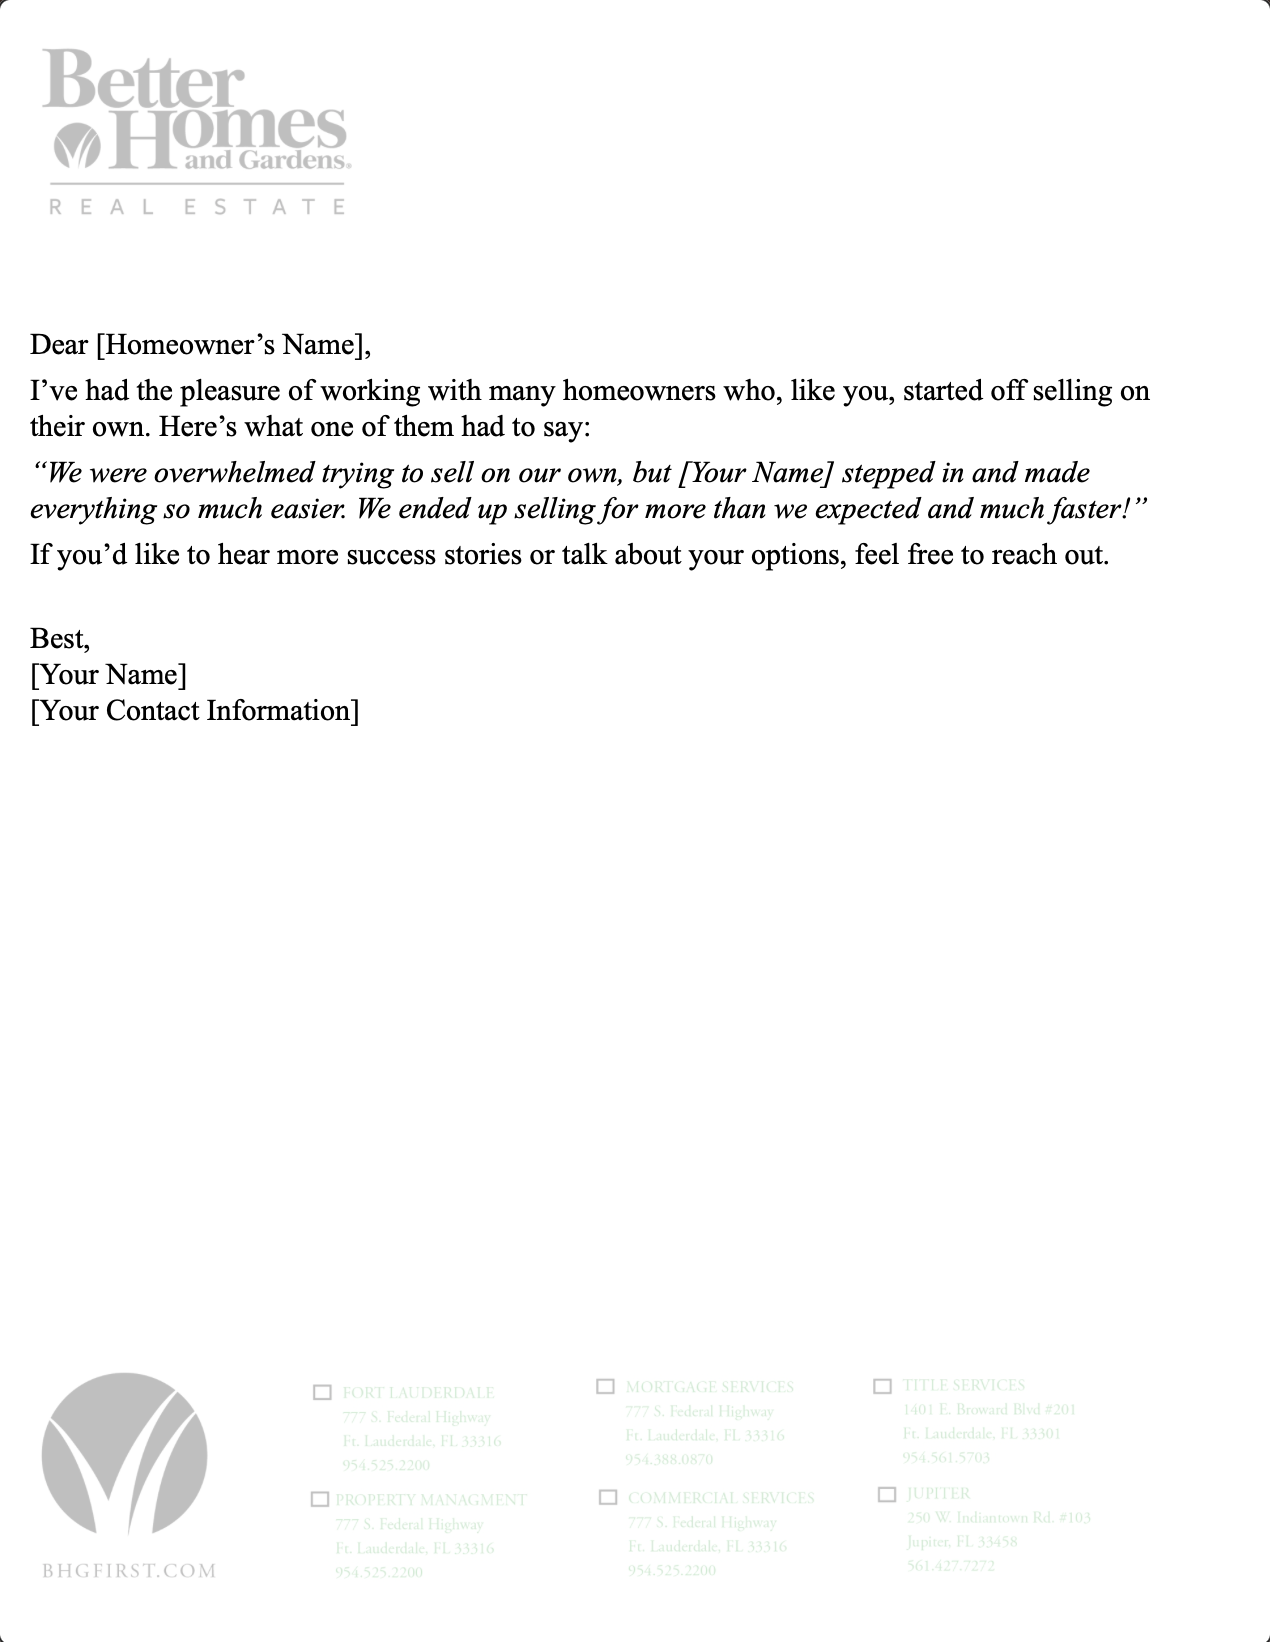 Better
Homes
and Gardens®
REAL ESTATE
Dear [Homeowner’s Name],
I’ve had the pleasure of working with many homeowners who, like you, started off selling on
their own. Here’s what one of them had to say:
“We were overwhelmed trying to sell on our own, but [Your Name] stepped in and made
everything so much easier. We ended up selling for more than we expected and much faster!”
If you’d like to hear more success stories or talk about your options, feel free to reach out.
Best,
[Your Name]
[Your Contact Information]
BHGFIRST.COM
FORT LAUDERDALE
777 S. Federal Highway
Ft. Lauderdale, FL 33316
954.525.2200
PROPERTY MANAGMENT
777 S. Federal Highway
Ft. Lauderdale, FL 33316
954.525.2200
MORTGAGE SERVICES
777 S. Federal Highway
Ft. Lauderdale, FL 33316
954.388.0870
COMMERCIAL SERVICES
777 S. Federal Highway
Ft. Lauderdale, FL 33316
954.525.2200
TITLE SERVICES
1401 E. Broward Blvd #201
Ft. Lauderdale, FL 33301
954.561.5703
JUPITER
250 W. Indiantown Rd. #103
Jupiter, FL 33458
561.427.7272